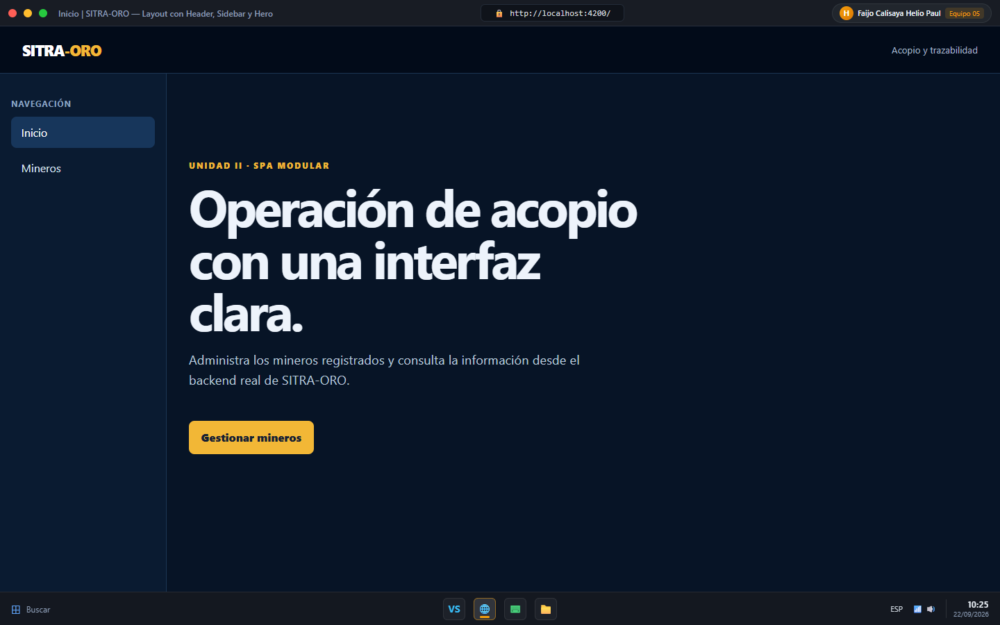 Inicio | SITRA-ORO — Layout con Header, Sidebar y Hero
http://localhost:4200/
H Faijo Calisaya Helio Paul Equipo 05
SITRA-ORO
Acopio y trazabilidad
NAVEGACIÓN
Inicio
Mineros
UNIDAD II · SPA MODULAR
Operación de acopio
con una interfaz
clara.
Administra los mineros registrados y consulta la información desde el
backend real de SITRA-ORO.
Gestionar mineros
Buscar
VS
ESP
10:25
22/09/2026